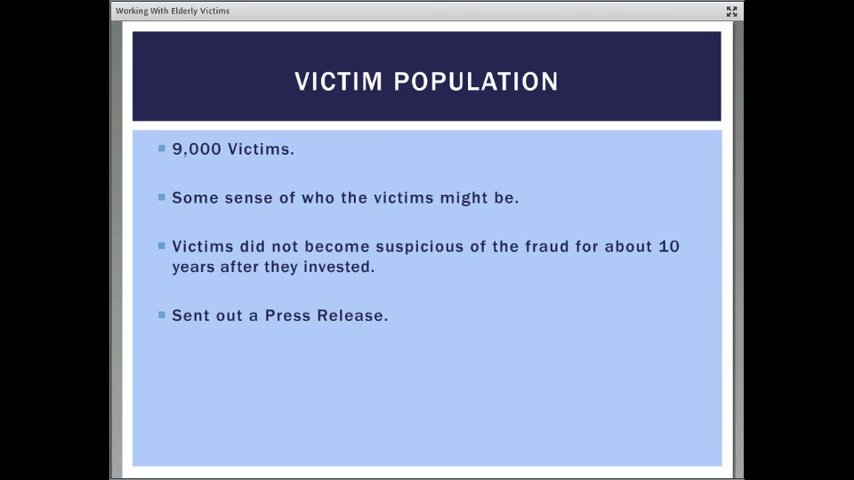 Working With Elderly Victims
VICTIM POPULATION
9,000 Victims.
Some sense of who the victims might be.
Victims did not become suspicious of the fraud for about 10
years after they invested.
Sent out a Press Release.